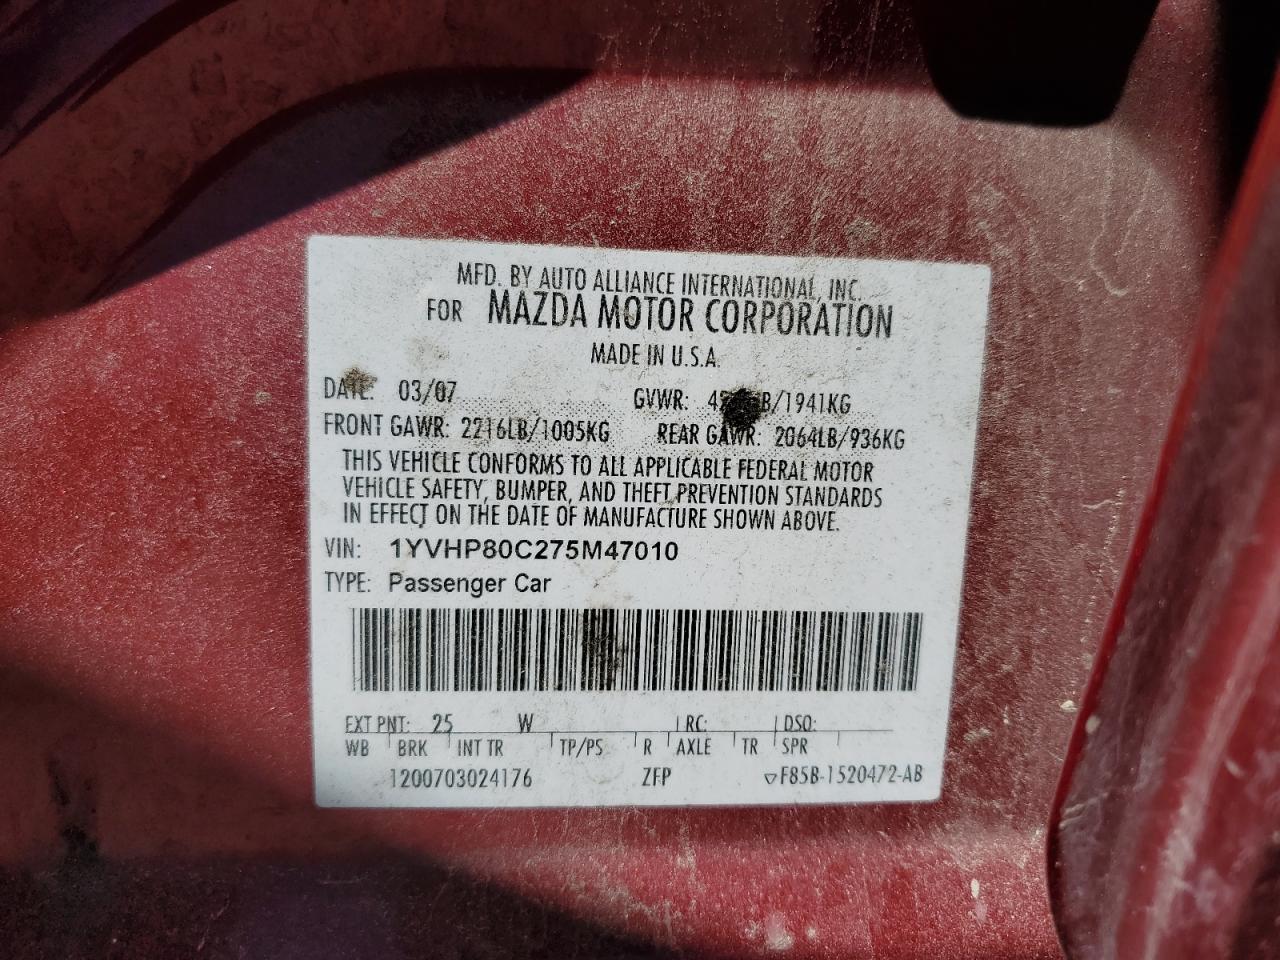 MFD. BY AUTO ALLIANCE INTERNATIONAL, INC.
FOR MAZDA MOTOR CORPORATION
MADE IN U.S.A.
DATE: 03/07 GVWR: /1941KG
FRONT GAWR: 2216LB/1005KG REAR GAWR: 2064LB/936KG
THIS VEHICLE CONFORMS TO ALL APPLICABLE FEDERAL MOTOR
VEHICLE SAFETY, BUMPER, AND THEFT PREVENTION STANDARDS
IN EFFECT ON THE DATE OF MANUFACTURE SHOWN ABOVE.
VIN: 1YVHP80C275M47010
TYPE: Passenger Car
EXT PNT: 25 W RC: DSO:
WB BRK INT TR TP/PS R AXLE TR SPR
1200703024176 ZFP ▽F85B-1520472-AB